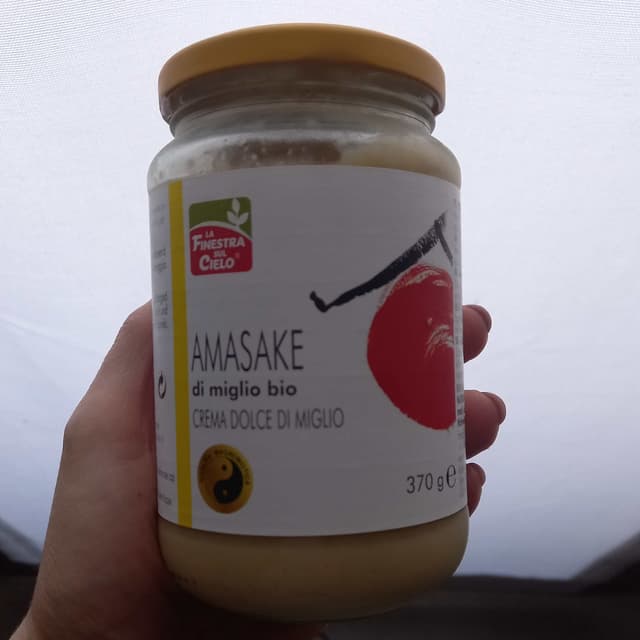 LA
FINESTRA
SUL
CIELO
AMASAKE
di miglio bio
CREMA DOLCE DI MIGLIO
370 g e